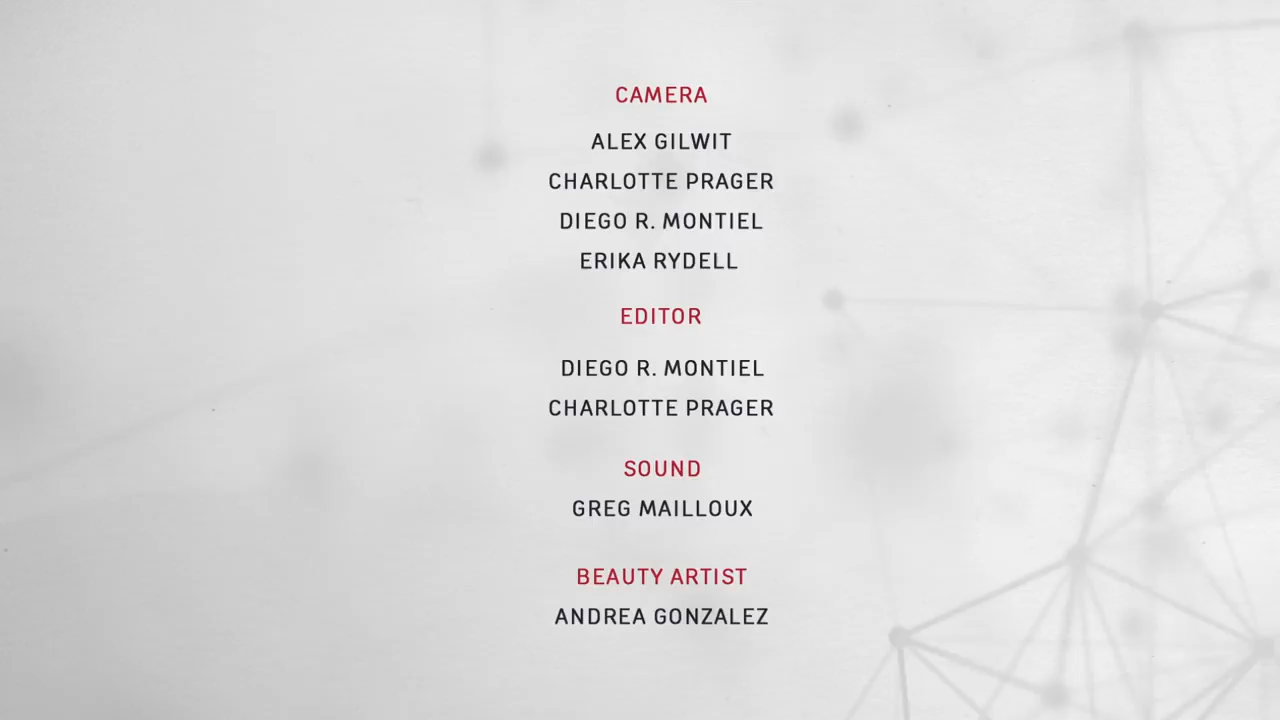 CAMERA
ALEX GILWIT
CHARLOTTE PRAGER
DIEGO R. MONTIEL
ERIKA RYDELL
EDITOR
DIEGO R. MONTIEL
CHARLOTTE PRAGER
SOUND
GREG MAILLOUX
BEAUTY ARTIST
ANDREA GONZALEZ